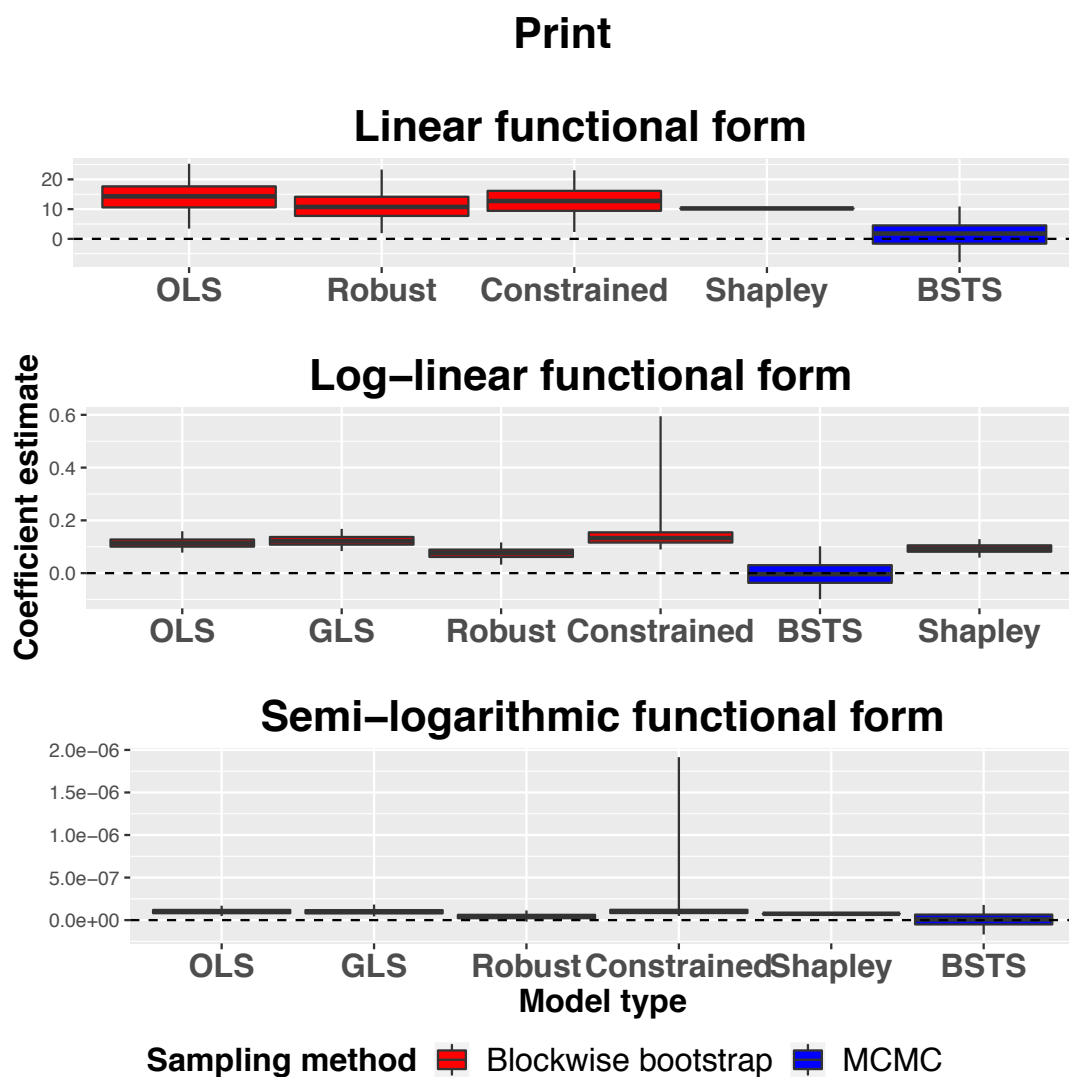 Print
Linear functional form
20
10
0
OLS Robust Constrained Shapley BSTS
Coefficient estimate
Log−linear functional form
0.6
0.4
0.2
0.0
OLS GLS Robust Constrained BSTS Shapley
Semi−logarithmic functional form
2.0e−06
1.5e−06
1.0e−06
5.0e−07
0.0e+00
OLS GLS Robust Constrained Shapley BSTS
Model type
Sampling method Blockwise bootstrap MCMC